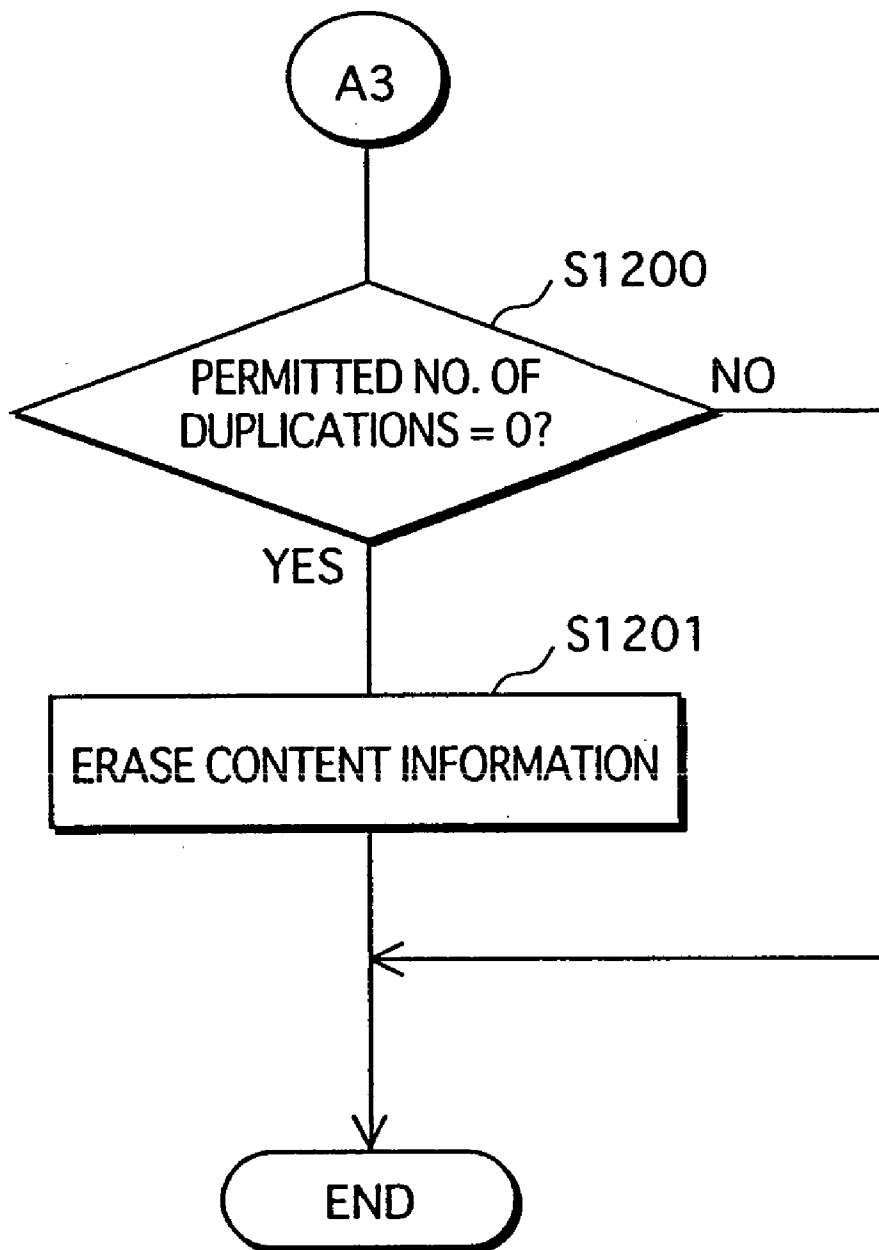 A3
S1200
PERMITTED NO. OF
DUPLICATIONS = 0?
NO
YES
S1201
ERASE CONTENT INFORMATION
END